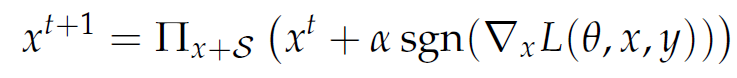 x^{t+1} = Π_{x+𝒮} (x^t + α sgn(∇_x L(θ, x, y)))